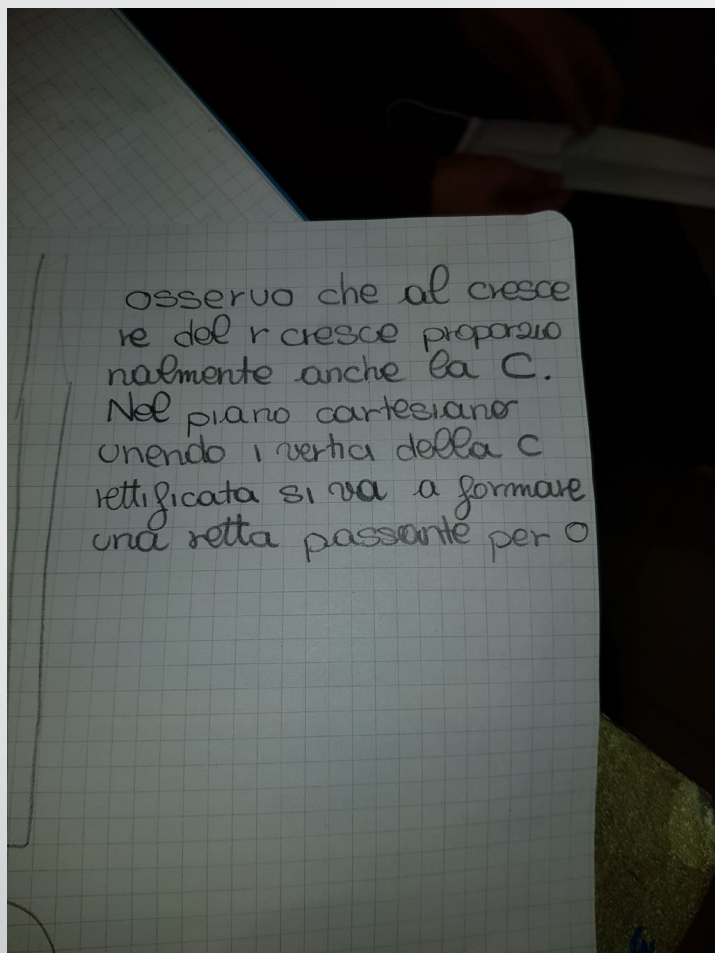 osservo che al cresce
re del r cresce proporzio
nalmente anche la C.
Nel piano cartesiano
unendo i vertici della C
rettificata si va a formare
una retta passante per O